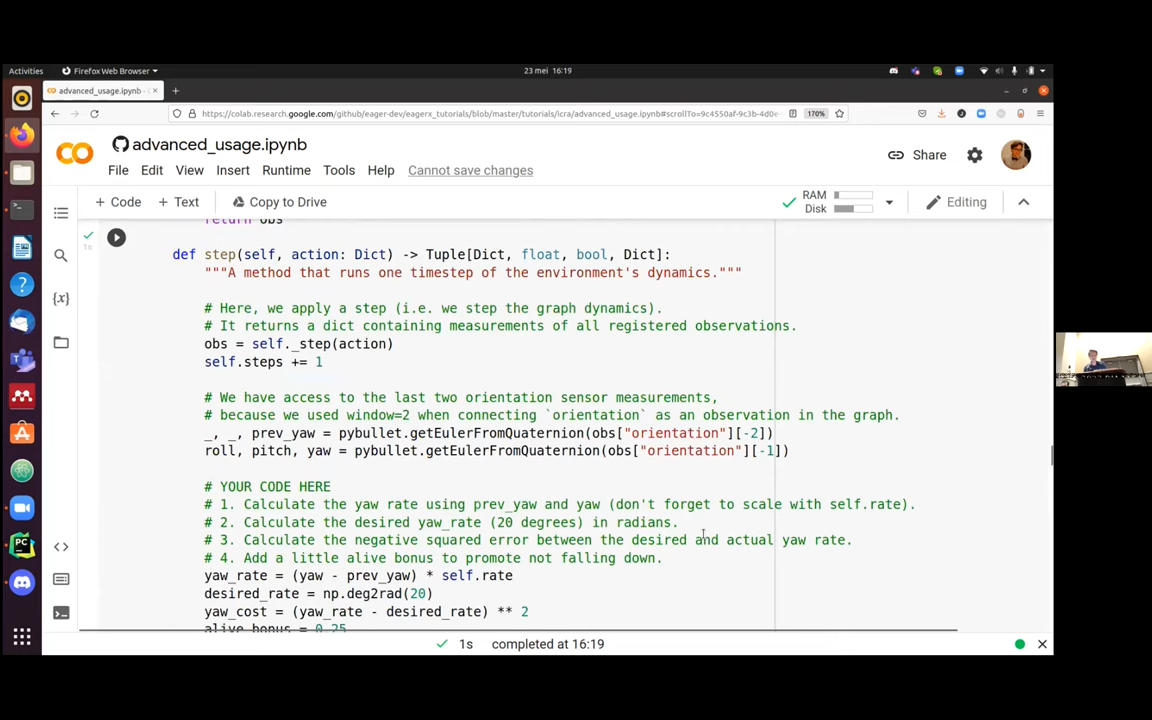 Activities
Firefox Web Browser
23 mei 16:19
advanced_usage.ipynb -
https://colab.research.google.com/github/eager-dev/eagerx_tutorials/blob/master/tutorials/icra/advanced_usage.ipynb#scrollTo=9c4550af-9c3b-4d0e-
170%
advanced_usage.ipynb
Share
File Edit View Insert Runtime Tools Help Cannot save changes
+ Code + Text Copy to Drive
RAM
Disk
Editing
return obs
1s
def step(self, action: Dict) -> Tuple[Dict, float, bool, Dict]:
"""A method that runs one timestep of the environment's dynamics."""
# Here, we apply a step (i.e. we step the graph dynamics).
# It returns a dict containing measurements of all registered observations.
obs = self._step(action)
self.steps += 1
# We have access to the last two orientation sensor measurements,
# because we used window=2 when connecting `orientation` as an observation in the graph.
_, _, prev_yaw = pybullet.getEulerFromQuaternion(obs["orientation"][-2])
roll, pitch, yaw = pybullet.getEulerFromQuaternion(obs["orientation"][-1])
# YOUR CODE HERE
# 1. Calculate the yaw rate using prev_yaw and yaw (don't forget to scale with self.rate).
# 2. Calculate the desired yaw_rate (20 degrees) in radians.
# 3. Calculate the negative squared error between the desired and actual yaw rate.
# 4. Add a little alive bonus to promote not falling down.
yaw_rate = (yaw - prev_yaw) * self.rate
desired_rate = np.deg2rad(20)
yaw_cost = (yaw_rate - desired_rate) ** 2
alive_bonus = 0.25
1s completed at 16:19